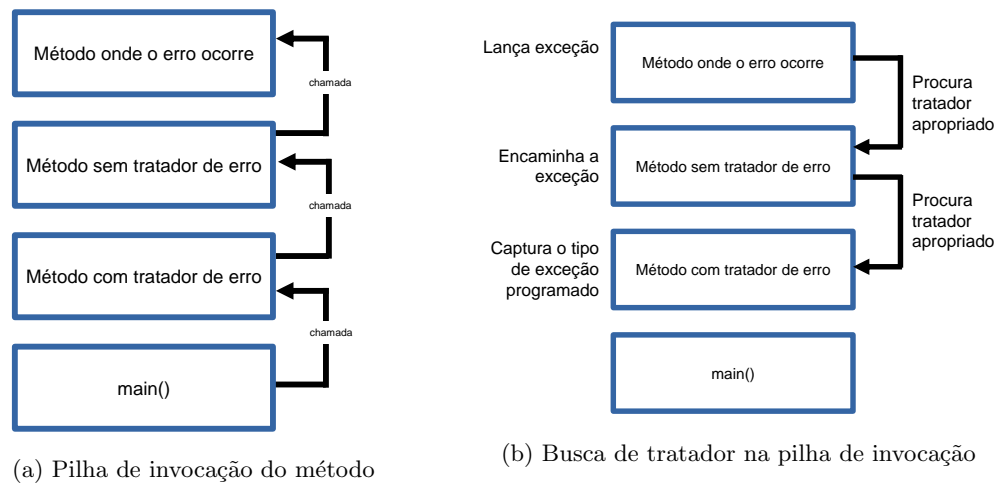 Método onde o erro ocorre
chamada
Método sem tratador de erro
chamada
Método com tratador de erro
chamada
main()
(a) Pilha de invocação do método
Lança exceção
Método onde o erro ocorre
Procura
tratador
apropriado
Encaminha a
exceção
Método sem tratador de erro
Procura
tratador
apropriado
Captura o tipo
de exceção
programado
Método com tratador de erro
main()
(b) Busca de tratador na pilha de invocação